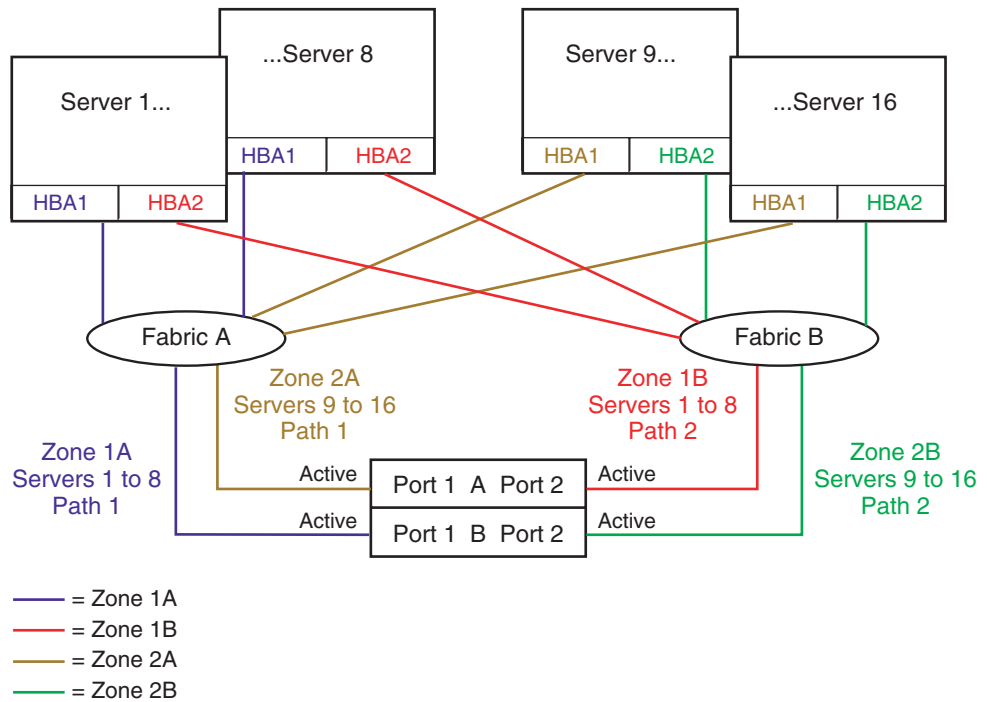 ...Server 8
Server 9...
Server 1...
...Server 16
HBA1 HBA2
HBA1 HBA2
HBA1 HBA2
HBA1 HBA2
Fabric A
Fabric B
Zone 2A
Servers 9 to 16
Path 1
Zone 1B
Servers 1 to 8
Path 2
Zone 1A
Servers 1 to 8
Path 1
Zone 2B
Servers 9 to 16
Path 2
Active
Port 1 A Port 2
Active
Active
Port 1 B Port 2
Active
= Zone 1A
= Zone 1B
= Zone 2A
= Zone 2B